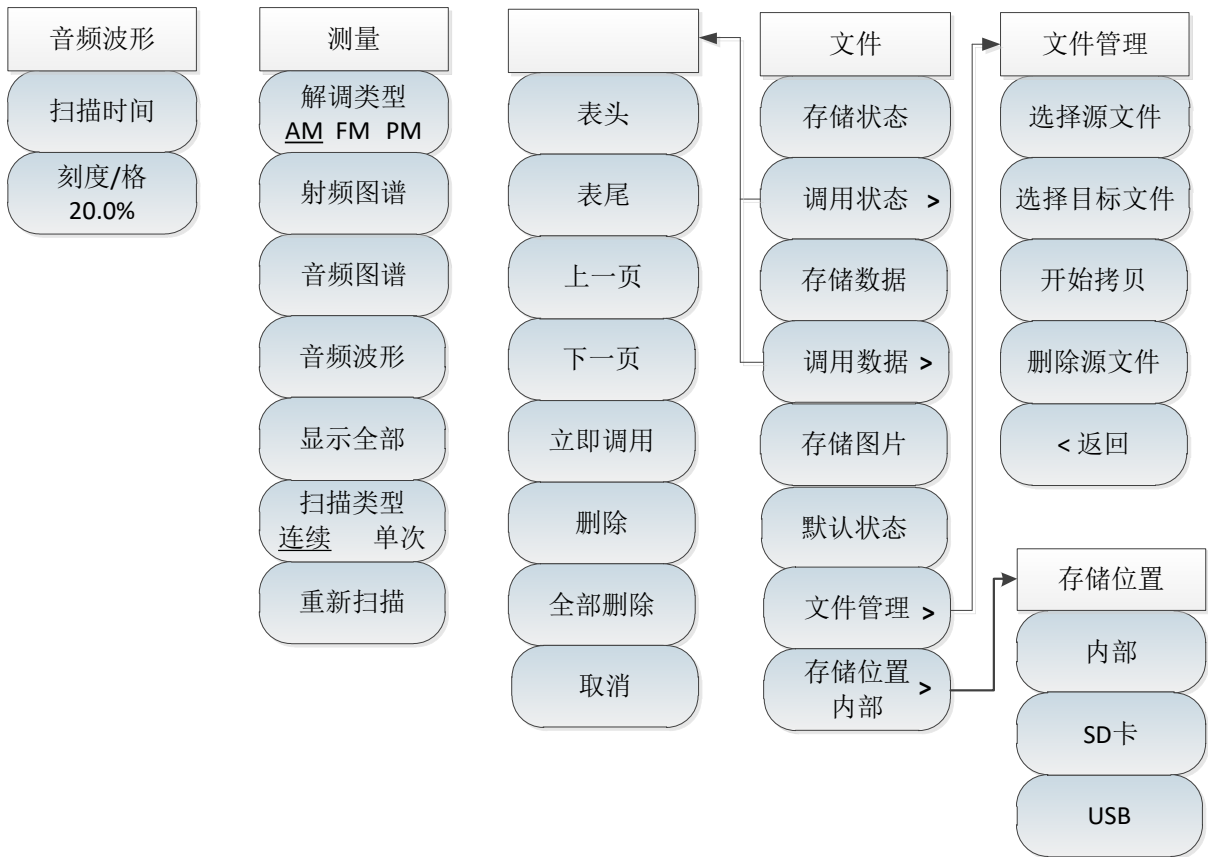 音频波形
扫描时间
刻度/格
20.0%
测量
解调类型
AM FM PM
射频图谱
音频图谱
音频波形
显示全部
扫描类型
连续 单次
重新扫描
表头
表尾
上一页
下一页
立即调用
删除
全部删除
取消
文件
存储状态
调用状态 >
存储数据
调用数据 >
存储图片
默认状态
文件管理 >
存储位置 >
内部
文件管理
选择源文件
选择目标文件
开始拷贝
删除源文件
< 返回
存储位置
内部
SD卡
USB